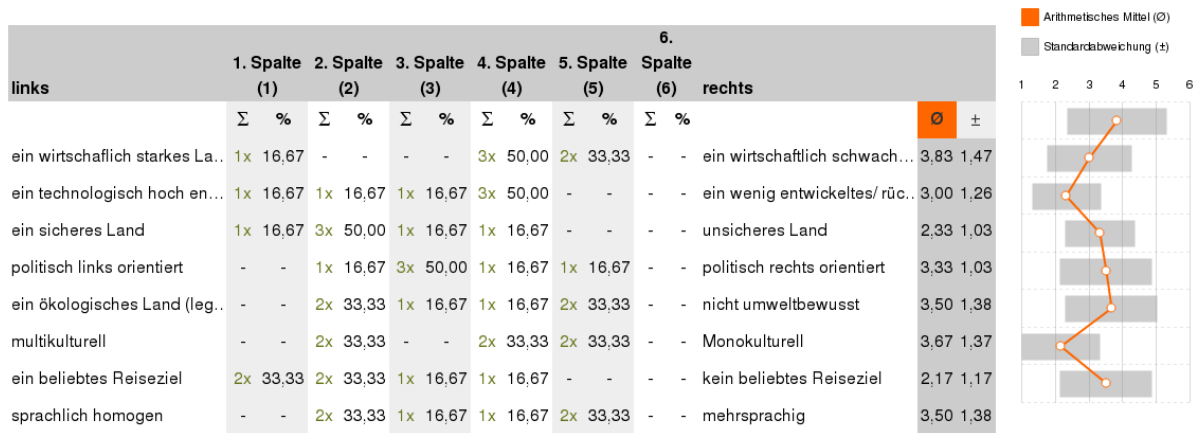 Arithmetisches Mittel (Ø)
Standardabweichung (±)
links 1. Spalte (1) 2. Spalte (2) 3. Spalte (3) 4. Spalte (4) 5. Spalte (5) 6. Spalte (6) rechts
1 2 3 4 5 6
Σ % Σ % Σ % Σ % Σ % Σ % Ø ±
ein wirtschaflich starkes La.. 1x 16,67 - - - - 3x 50,00 2x 33,33 - - ein wirtschaftlich schwach... 3,83 1,47
ein technologisch hoch en... 1x 16,67 1x 16,67 1x 16,67 3x 50,00 - - - - ein wenig entwickeltes/ rüc.. 3,00 1,26
ein sicheres Land 1x 16,67 3x 50,00 1x 16,67 1x 16,67 - - - - unsicheres Land 2,33 1,03
politisch links orientiert - - 1x 16,67 3x 50,00 1x 16,67 1x 16,67 - - politisch rechts orientiert 3,33 1,03
ein ökologisches Land (leg.. - - 2x 33,33 1x 16,67 1x 16,67 2x 33,33 - - nicht umweltbewusst 3,50 1,38
multikulturell - - 2x 33,33 - - 2x 33,33 2x 33,33 - - Monokulturell 3,67 1,37
ein beliebtes Reiseziel 2x 33,33 2x 33,33 1x 16,67 1x 16,67 - - - - kein beliebtes Reiseziel 2,17 1,17
sprachlich homogen - - 2x 33,33 1x 16,67 1x 16,67 2x 33,33 - - mehrsprachig 3,50 1,38